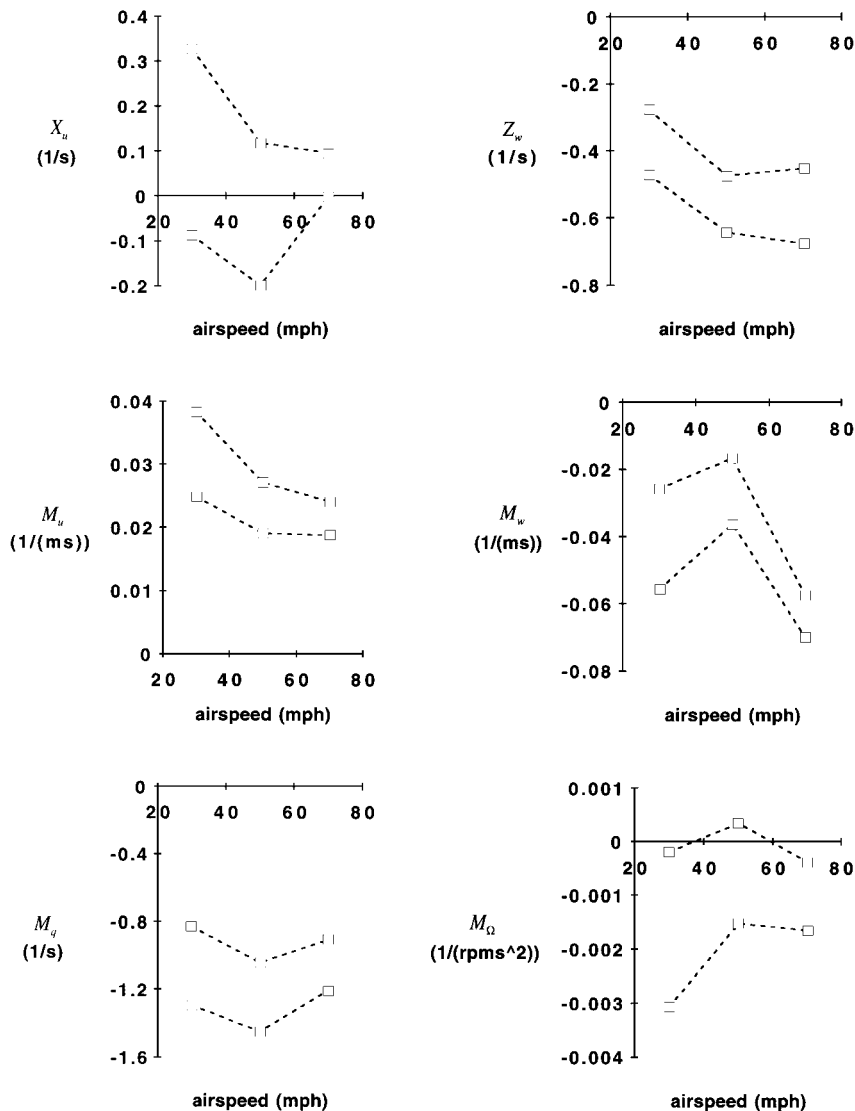 0.4
0.3
0.2
0.1
0
-0.1
-0.2
20 40 60 80
X_u
(1/s)
airspeed (mph)
0
-0.2
-0.4
-0.6
-0.8
20 40 60 80
Z_w
(1/s)
airspeed (mph)
0.04
0.03
0.02
0.01
0
20 40 60 80
M_u
(1/(ms))
airspeed (mph)
0
-0.02
-0.04
-0.06
-0.08
20 40 60 80
M_w
(1/(ms))
airspeed (mph)
0
-0.4
-0.8
-1.2
-1.6
20 40 60 80
M_q
(1/s)
airspeed (mph)
0.001
0
-0.001
-0.002
-0.003
-0.004
20 40 60 80
M_Ω
(1/(rpms^2))
airspeed (mph)